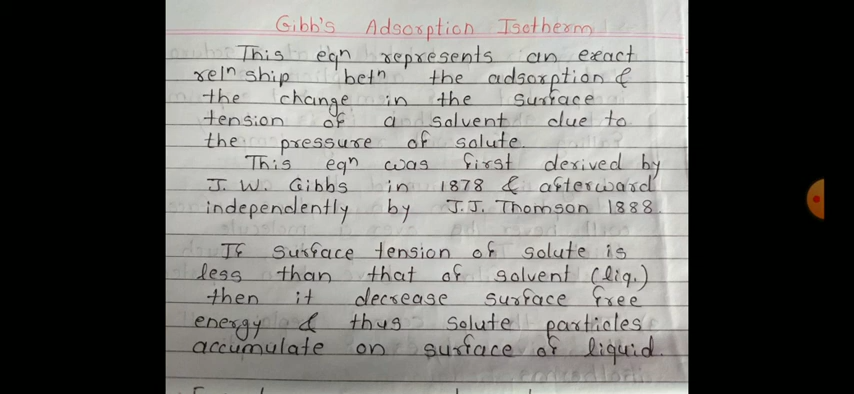 Gibb's Adsorption Isotherm
This eqn represents an exact
reln ship betn the adsorption &
the change in the surface
tension of a solvent due to
the pressure of solute.
This eqn was first derived by
J. W. Gibbs in 1878 & afterward
independently by J.J. Thomson 1888
If surface tension of solute is
less than that of solvent (liq.)
then it decrease surface free
energy & thus solute particles
accumulate on surface of liquid.